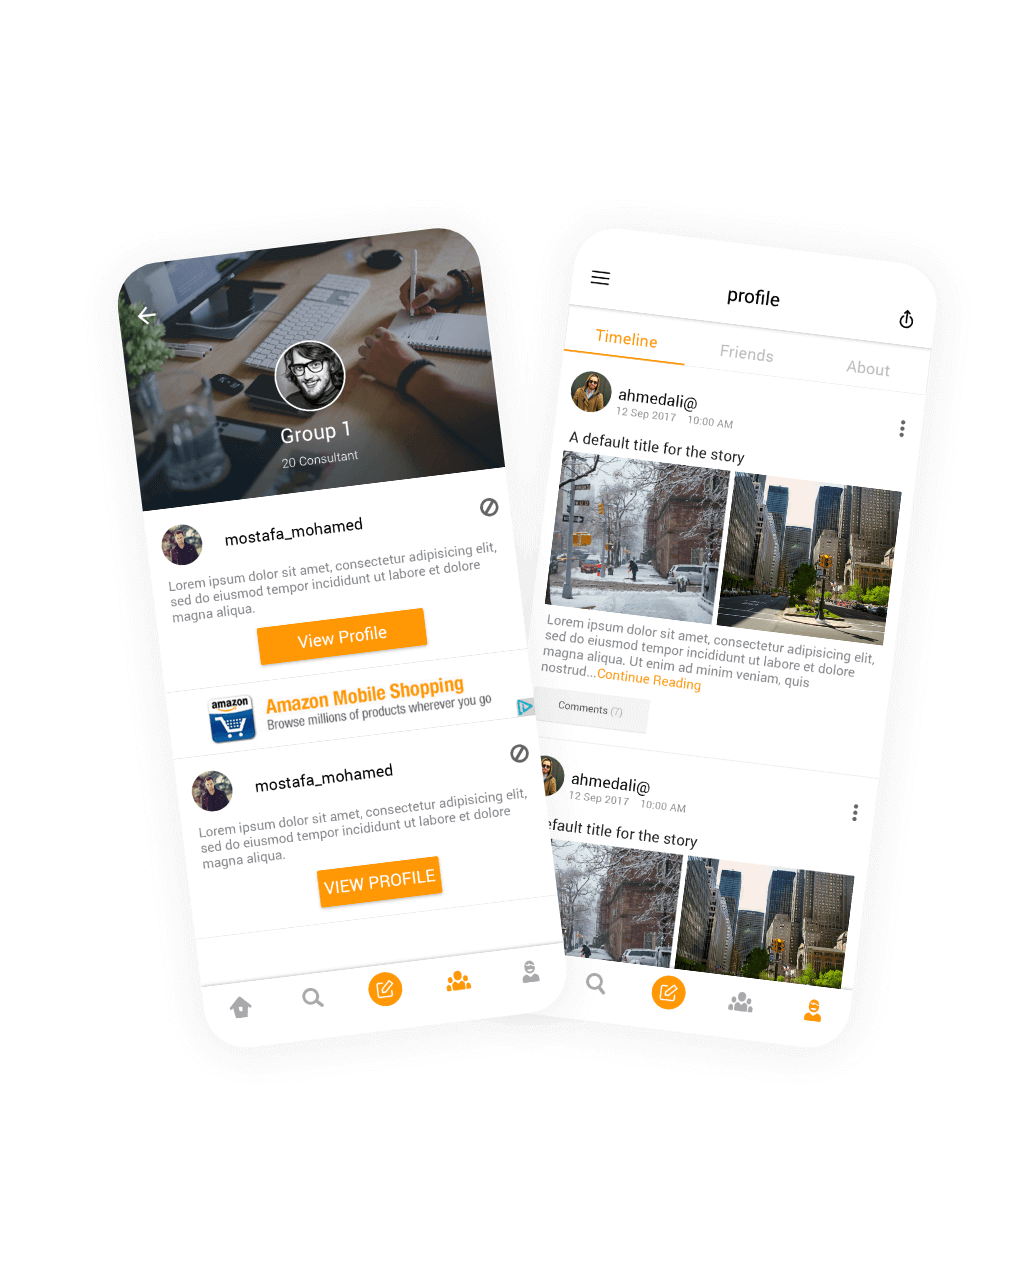 Group 1
20 Consultant
mostafa_mohamed
Lorem ipsum dolor sit amet, consectetur adipisicing elit,
sed do eiusmod tempor incididunt ut labore et dolore
magna aliqua.
View Profile
amazon
Amazon Mobile Shopping
Browse millions of products wherever you go
mostafa_mohamed
Lorem ipsum dolor sit amet, consectetur adipisicing elit,
sed do eiusmod tempor incididunt ut labore et dolore
magna aliqua.
VIEW PROFILE
profile
Timeline
Friends
About
ahmedali@
12 Sep 2017 10:00 AM
A default title for the story
Lorem ipsum dolor sit amet, consectetur adipisicing elit,
sed do eiusmod tempor incididunt ut labore et dolore
magna aliqua. Ut enim ad minim veniam, quis
nostrud...Continue Reading
Comments (7)
ahmedali@
12 Sep 2017 10:00 AM
efault title for the story